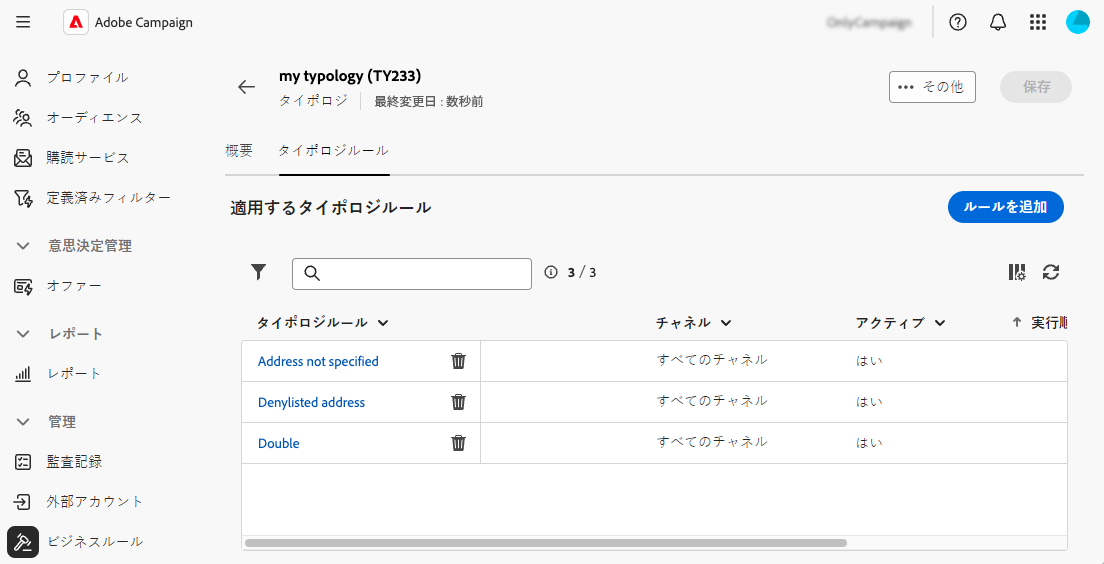 Adobe Campaign
プロファイル
オーディエンス
購読サービス
定義済みフィルター
意思決定管理
オファー
レポート
レポート
管理
監査記録
外部アカウント
ビジネスルール
my typology (TY233)
タイポロジ
最終変更日 : 数秒前
その他
保存
概要
タイポロジルール
適用するタイポロジルール
ルールを追加
3 / 3
タイポロジルール チャネル アクティブ 実行順
Address not specified すべてのチャネル はい
Denylisted address すべてのチャネル はい
Double すべてのチャネル はい